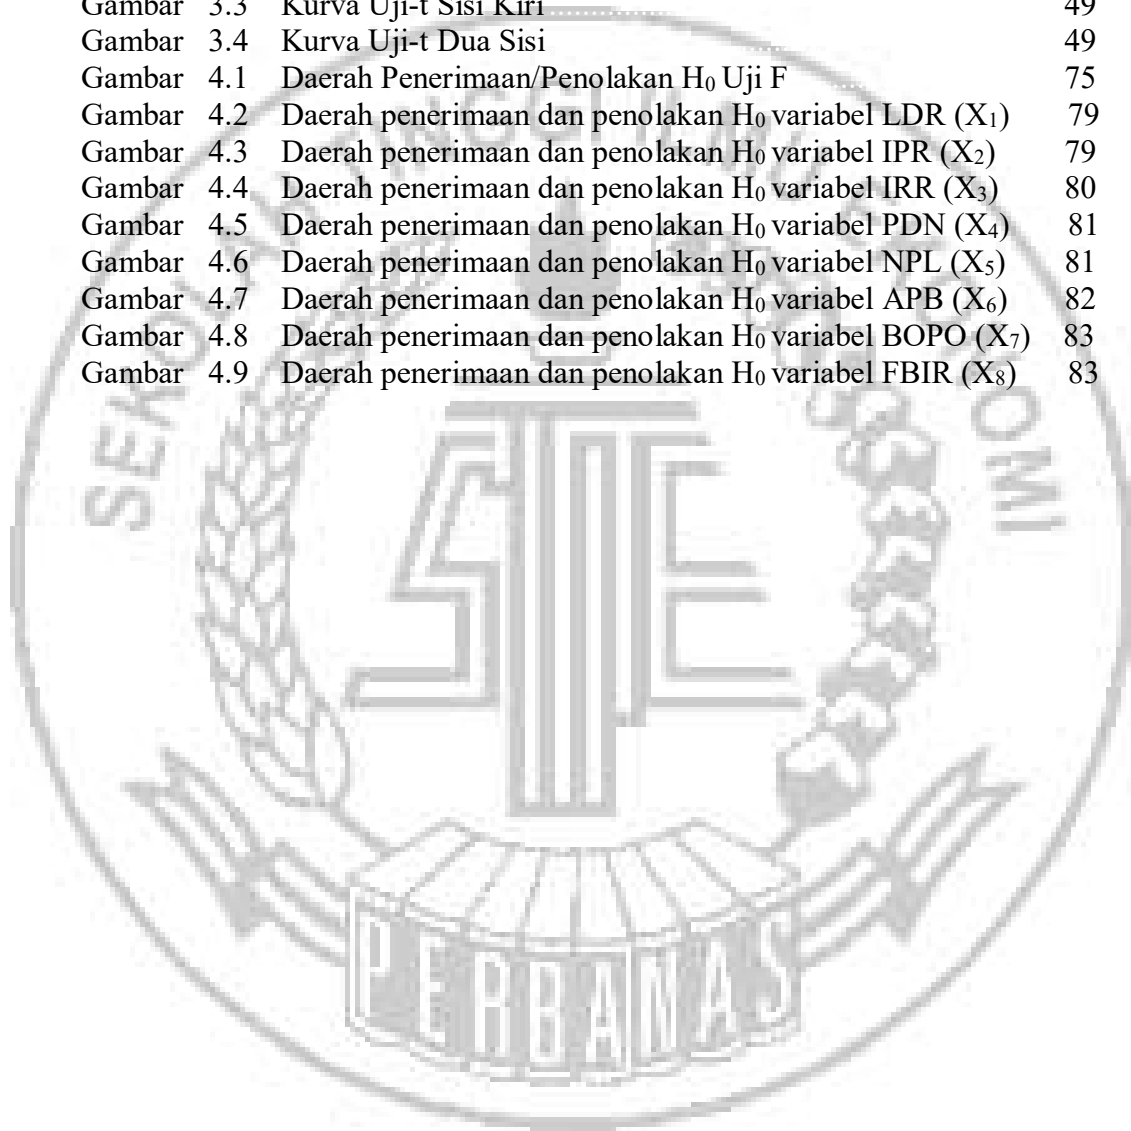 Gambar 3.3 Kurva Uji-t Sisi Kiri 49
Gambar 3.4 Kurva Uji-t Dua Sisi 49
Gambar 4.1 Daerah Penerimaan/Penolakan H₀ Uji F 75
Gambar 4.2 Daerah penerimaan dan penolakan H₀ variabel LDR (X₁) 79
Gambar 4.3 Daerah penerimaan dan penolakan H₀ variabel IPR (X₂) 79
Gambar 4.4 Daerah penerimaan dan penolakan H₀ variabel IRR (X₃) 80
Gambar 4.5 Daerah penerimaan dan penolakan H₀ variabel PDN (X₄) 81
Gambar 4.6 Daerah penerimaan dan penolakan H₀ variabel NPL (X₅) 81
Gambar 4.7 Daerah penerimaan dan penolakan H₀ variabel APB (X₆) 82
Gambar 4.8 Daerah penerimaan dan penolakan H₀ variabel BOPO (X₇) 83
Gambar 4.9 Daerah penerimaan dan penolakan H₀ variabel FBIR (X₈) 83
SEKOLAH TINGGI ILMU EKONOMI
STIE
PERBANAS